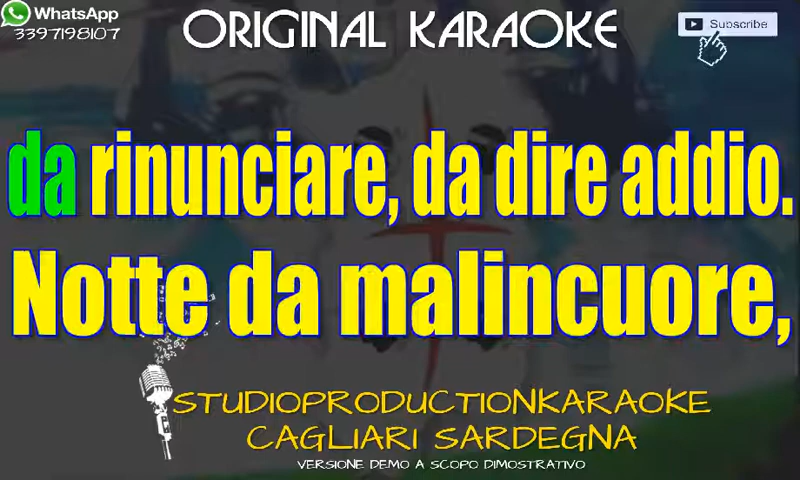 WhatsApp
3397198107
ORIGINAL KARAOKE
Subscribe
da rinunciare, da dire addio.
Notte da malincuore,
STUDIOPRODUCTIONKARAOKE
CAGLIARI SARDEGNA
VERSIONE DEMO A SCOPO DIMOSTRATIVO